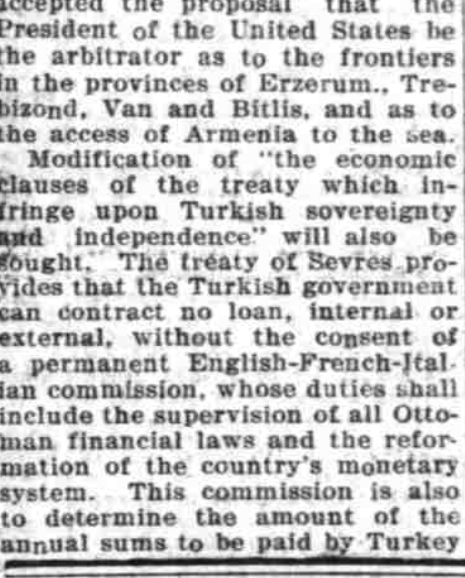 accepted the proposal that the
President of the United States be
the arbitrator as to the frontiers
in the provinces of Erzerum., Tre-
bizond, Van and Bitlis, and as to
the access of Armenia to the sea.
Modification of "the economic
clauses of the treaty which in-
fringe upon Turkish sovereignty
and independence" will also be
sought. The treaty of Sevres pro-
vides that the Turkish government
can contract no loan, internal or
external, without the consent of
a permanent English-French-Ital-
ian commission, whose duties shall
include the supervision of all Otto-
man financial laws and the refor-
mation of the country's monetary
system. This commission is also
to determine the amount of the
annual sums to be paid by Turkey